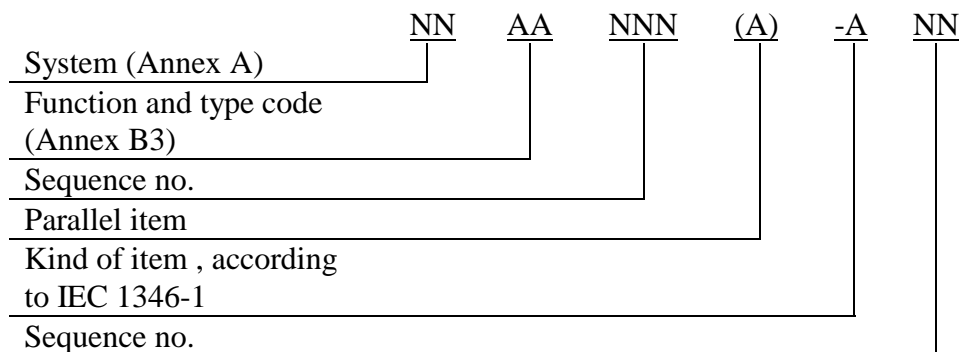 NN AA NNN (A) -A NN
System (Annex A)
Function and type code
(Annex B3)
Sequence no.
Parallel item
Kind of item , according
to IEC 1346-1
Sequence no.